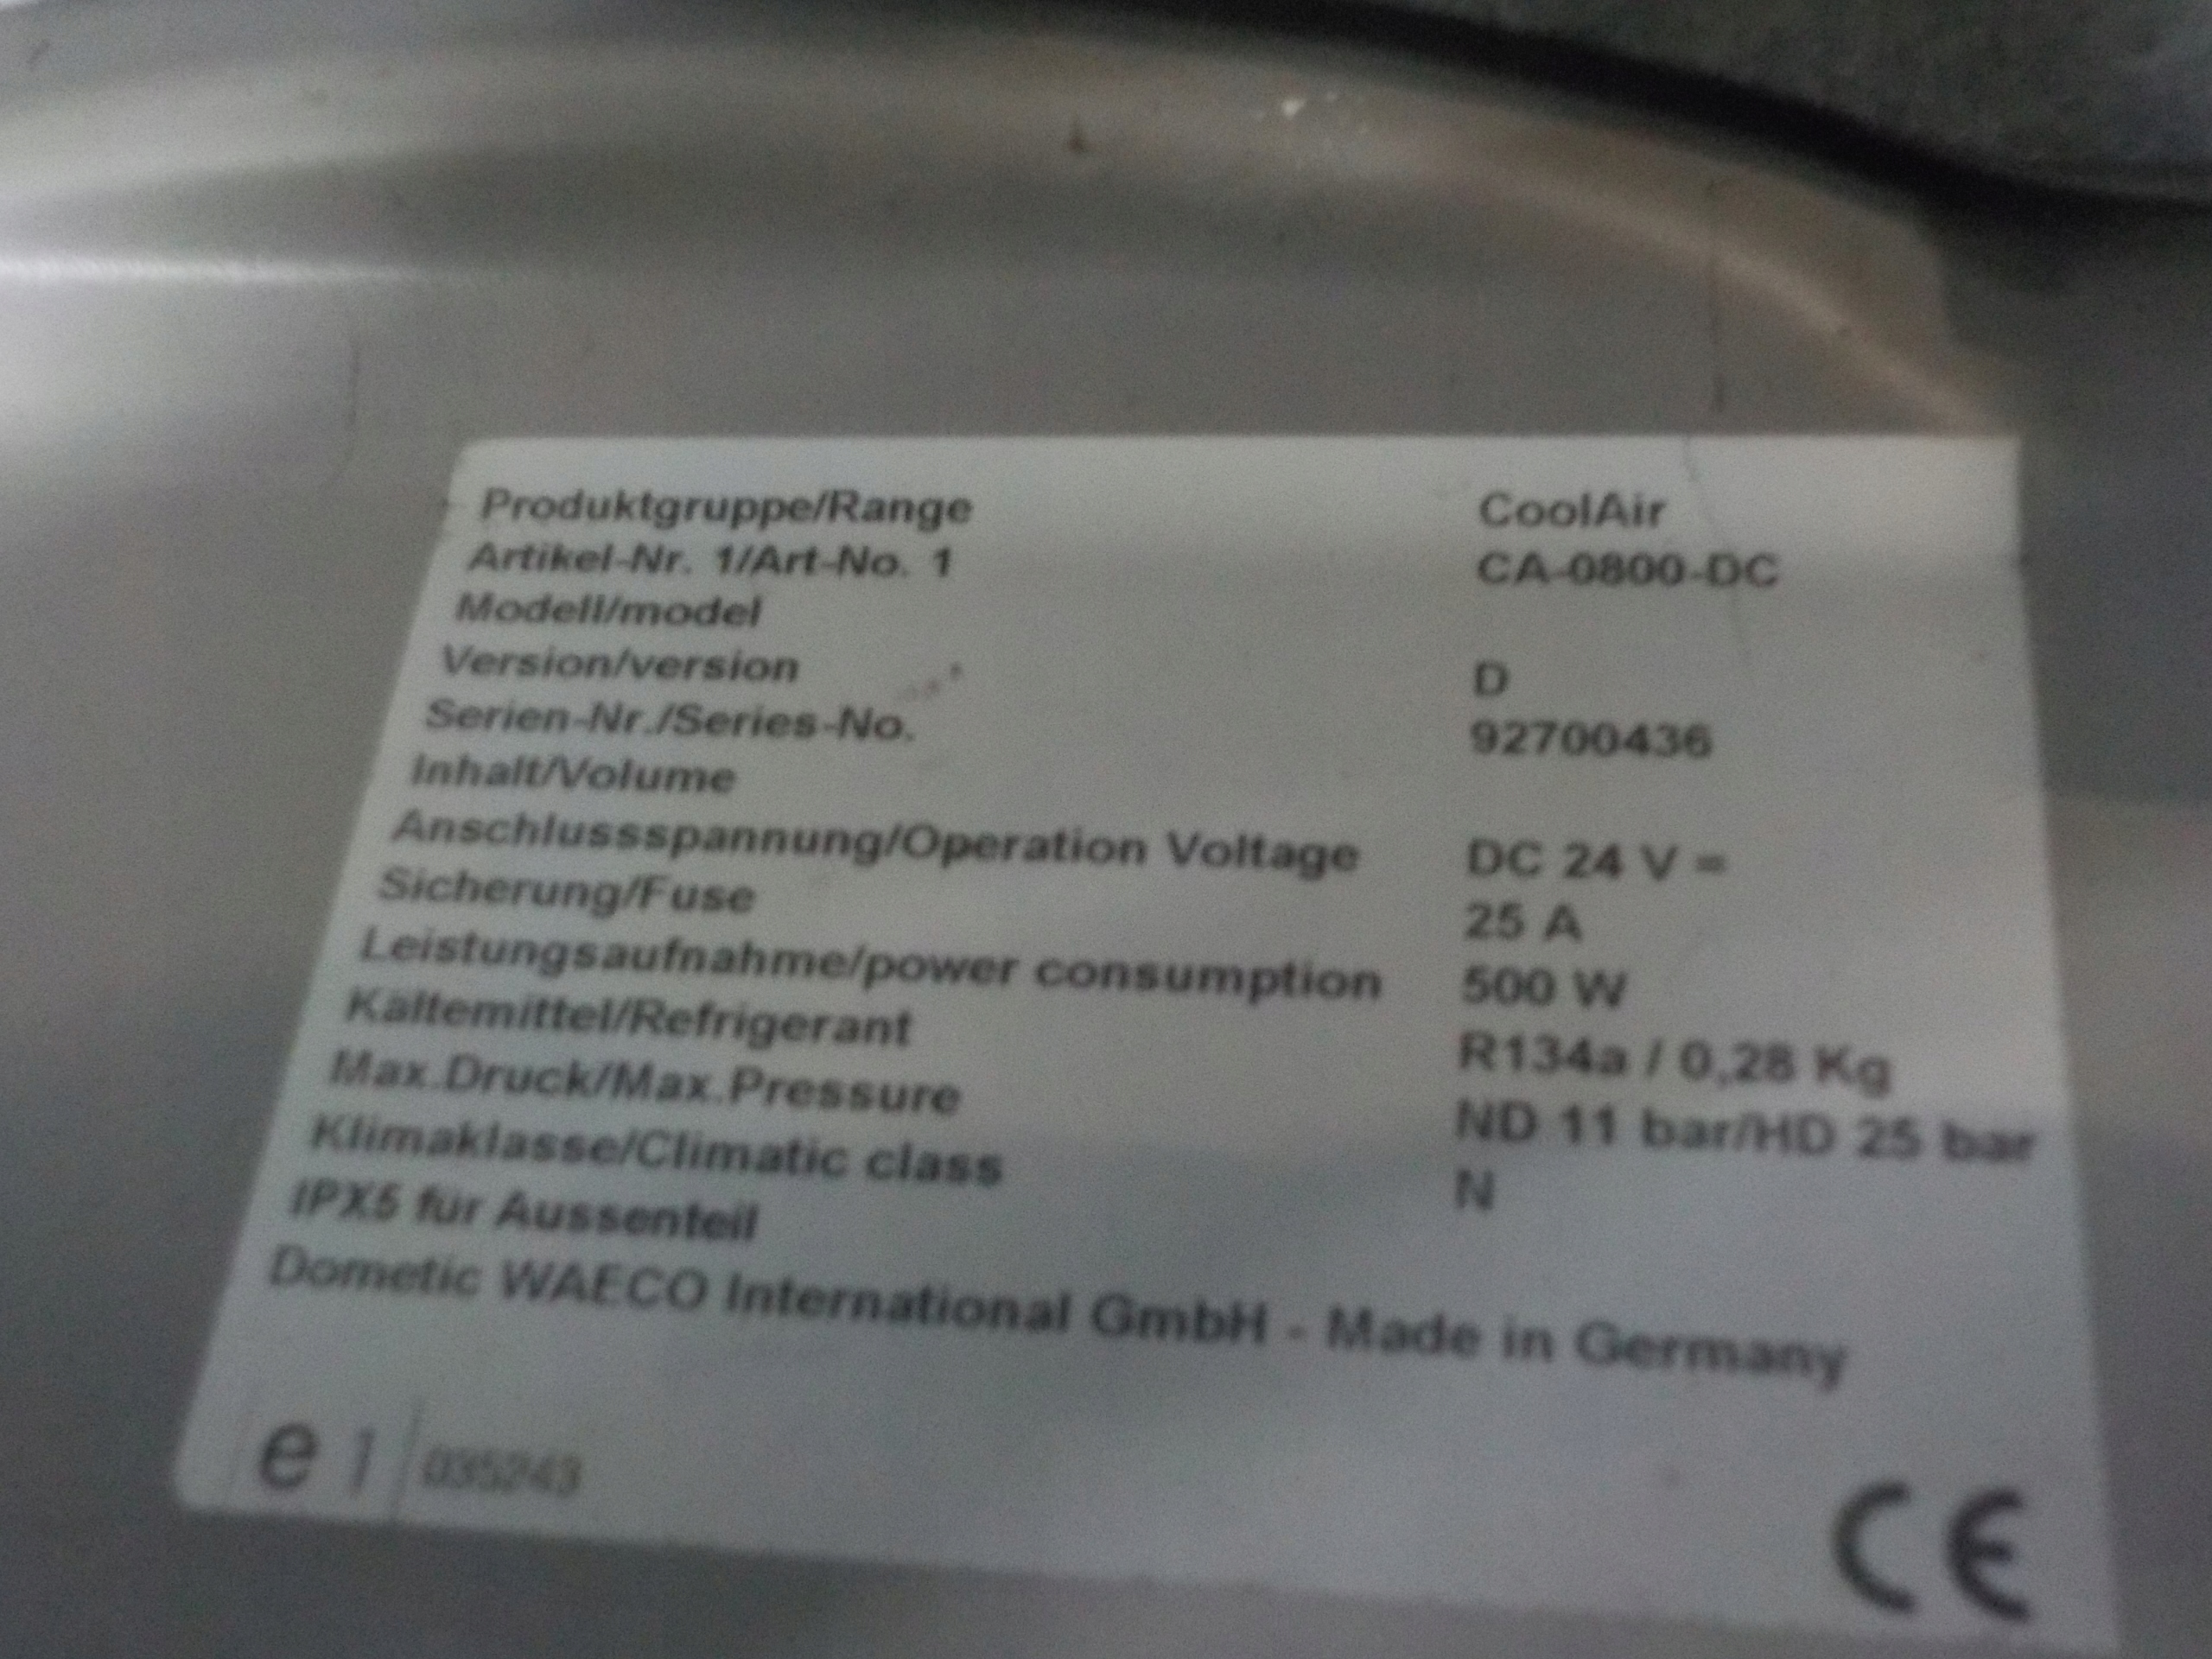 Produktgruppe/Range CoolAir
Artikel-Nr. 1/Art-No. 1 CA-0800-DC
Modell/model
Version/version D
Serien-Nr./Series-No. 92700436
Inhalt/Volume
Anschlussspannung/Operation Voltage DC 24 V =
Sicherung/Fuse 25 A
Leistungsaufnahme/power consumption 500 W
Kältemittel/Refrigerant R134a / 0,28 Kg
Max.Druck/Max.Pressure ND 11 bar/HD 25 bar
Klimaklasse/Climatic class N
IPX5 für Aussenteil
Dometic WAECO International GmbH - Made in Germany
e 1 035243
CE